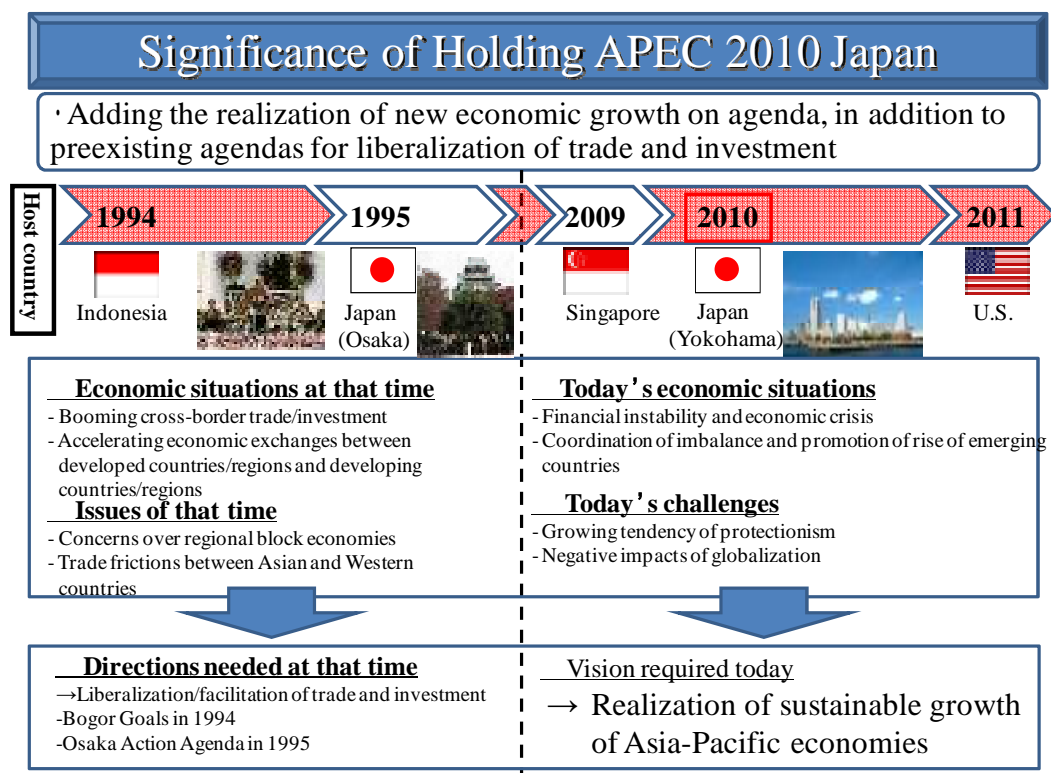 Significance of Holding APEC 2010 Japan
・Adding the realization of new economic growth on agenda, in addition to
preexisting agendas for liberalization of trade and investment
Host country
1994
1995
2009
2010
2011
Indonesia
Japan
(Osaka)
Singapore
Japan
(Yokohama)
U.S.
Economic situations at that time
- Booming cross-border trade/investment
- Accelerating economic exchanges between
developed countries/regions and developing
countries/regions
Issues of that time
- Concerns over regional block economies
- Trade frictions between Asian and Western
countries
Today’s economic situations
- Financial instability and economic crisis
- Coordination of imbalance and promotion of rise of emerging
countries
Today’s challenges
- Growing tendency of protectionism
- Negative impacts of globalization
Directions needed at that time
→Liberalization/facilitation of trade and investment
-Bogor Goals in 1994
-Osaka Action Agenda in 1995
Vision required today
→ Realization of sustainable growth
of Asia-Pacific economies